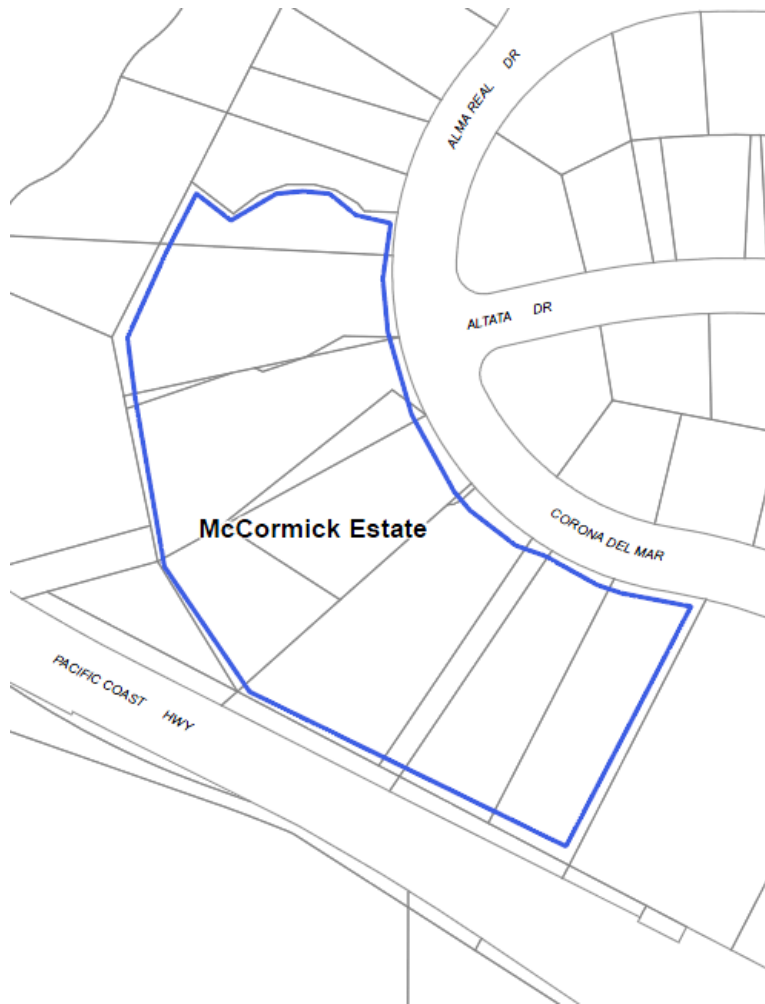 ALMA REAL DR
ALTATA DR
CORONA DEL MAR
McCormick Estate
PACIFIC COAST HWY